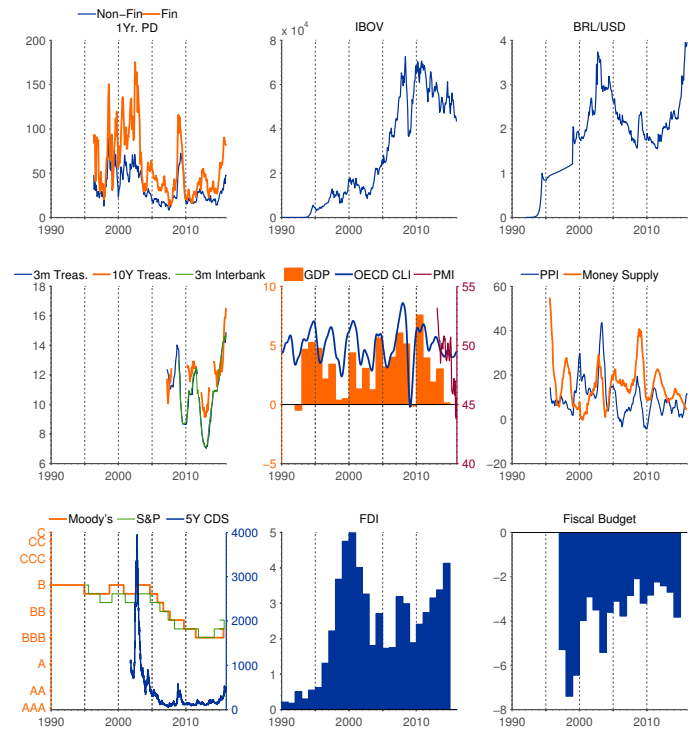 Non−Fin Fin
1Yr. PD
200
150
100
50
0
1990 2000 2010
IBOV
x 10^4
8
6
4
2
0
1990 2000 2010
BRL/USD
4
3
2
1
0
1990 2000 2010
3m Treas. 10Y Treas. 3m Interbank
18
16
14
12
10
8
6
1990 2000 2010
GDP OECD CLI PMI
10
5
0
−5
55
50
45
40
1990 2000 2010
PPI Money Supply
60
40
20
0
−20
1990 2000 2010
Moody's S&P 5Y CDS
C
CC
CCC
B
BB
BBB
A
AA
AAA
4000
3000
2000
1000
0
1990 2000 2010
FDI
5
4
3
2
1
0
1990 2000 2010
Fiscal Budget
0
−2
−4
−6
−8
1990 2000 2010